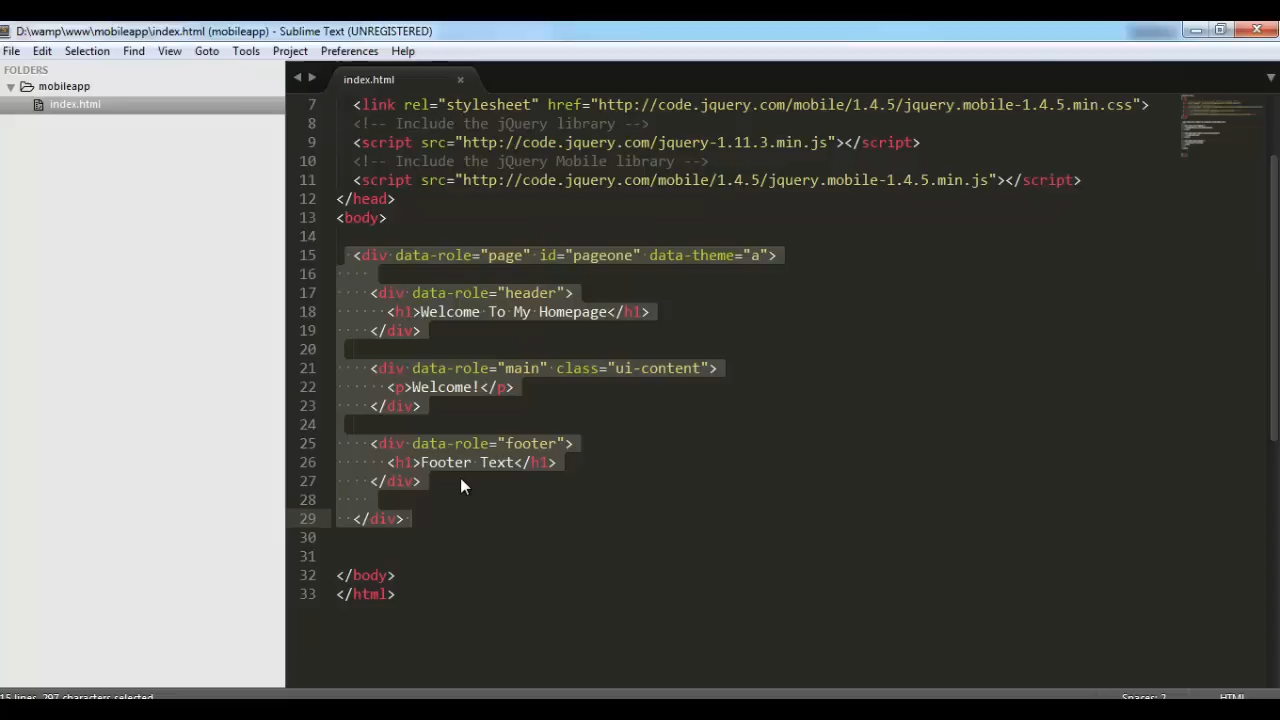 D:\wamp\www\mobileapp\index.html (mobileapp) - Sublime Text (UNREGISTERED)
File Edit Selection Find View Goto Tools Project Preferences Help
FOLDERS
mobileapp
index.html
index.html
7 <link rel="stylesheet" href="http://code.jquery.com/mobile/1.4.5/jquery.mobile-1.4.5.min.css">
8 <!-- Include the jQuery library -->
9 <script src="http://code.jquery.com/jquery-1.11.3.min.js"></script>
10 <!-- Include the jQuery Mobile library -->
11 <script src="http://code.jquery.com/mobile/1.4.5/jquery.mobile-1.4.5.min.js"></script>
12 </head>
13 <body>
14
15 <div data-role="page" id="pageone" data-theme="a">
16
17 <div data-role="header">
18 <h1>Welcome To My Homepage</h1>
19 </div>
20
21 <div data-role="main" class="ui-content">
22 <p>Welcome!</p>
23 </div>
24
25 <div data-role="footer">
26 <h1>Footer Text</h1>
27 </div>
28
29 </div>
30
31
32 </body>
33 </html>
15 lines, 297 characters selected
Spaces: 2 HTML